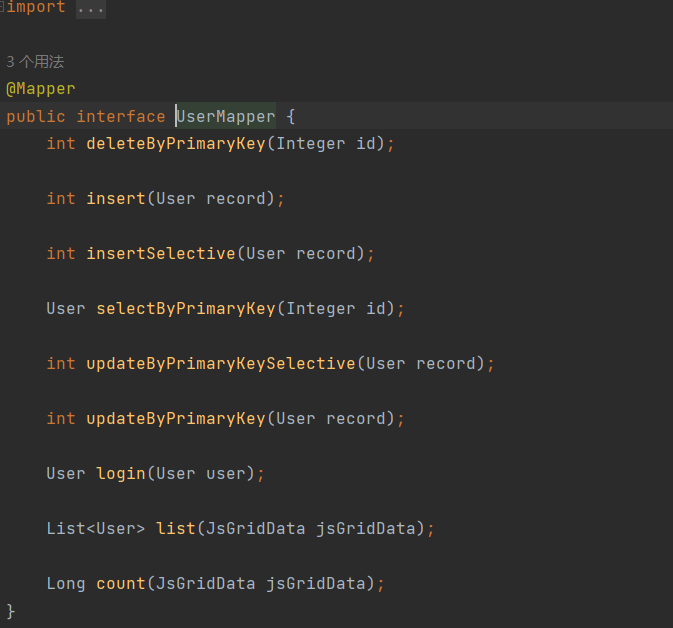 import ...
3 个用法
@Mapper
public interface UserMapper {
    int deleteByPrimaryKey(Integer id);
    int insert(User record);
    int insertSelective(User record);
    User selectByPrimaryKey(Integer id);
    int updateByPrimaryKeySelective(User record);
    int updateByPrimaryKey(User record);
    User login(User user);
    List<User> list(JsGridData jsGridData);
    Long count(JsGridData jsGridData);
}